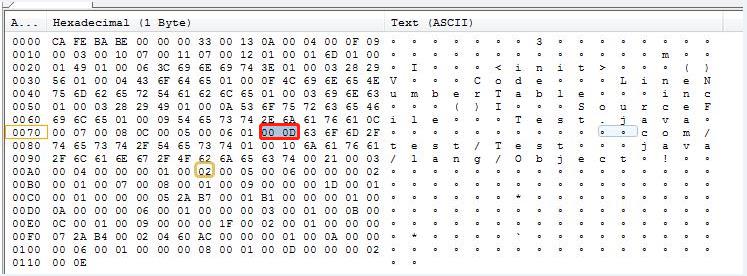 A... Hexadecimal (1 Byte) Text (ASCII)
0000 CA FE BA BE 00 00 00 33 00 13 0A 00 04 00 0F 09 ∘ ∘ ∘ ∘ ∘ ∘ ∘ 3 ∘ ∘ ∘ ∘ ∘ ∘ ∘ ∘
0010 00 03 00 10 07 00 11 07 00 12 01 00 01 6D 01 00 ∘ ∘ ∘ ∘ ∘ ∘ ∘ ∘ ∘ ∘ ∘ ∘ ∘ m ∘ ∘
0020 01 49 01 00 06 3C 69 6E 69 74 3E 01 00 03 28 29 ∘ I ∘ ∘ ∘ < i n i t > ∘ ∘ ∘ ( )
0030 56 01 00 04 43 6F 64 65 01 00 0F 4C 69 6E 65 4E V ∘ ∘ ∘ C o d e ∘ ∘ ∘ L i n e N
0040 75 6D 62 65 72 54 61 62 6C 65 01 00 03 69 6E 63 u m b e r T a b l e ∘ ∘ ∘ i n c
0050 01 00 03 28 29 49 01 00 0A 53 6F 75 72 63 65 46 ∘ ∘ ∘ ( ) I ∘ ∘ ∘ S o u r c e F
0060 69 6C 65 01 00 09 54 65 73 74 2E 6A 61 76 61 0C i l e ∘ ∘ ∘ T e s t . j a v a ∘
0070 00 07 00 08 0C 00 05 00 06 01 00 0D 63 6F 6D 2F ∘ ∘ ∘ ∘ ∘ ∘ ∘ ∘ ∘ ∘ ∘ ∘ c o m /
0080 74 65 73 74 2F 54 65 73 74 01 00 10 6A 61 76 61 t e s t / T e s t ∘ ∘ ∘ j a v a
0090 2F 6C 61 6E 67 2F 4F 62 6A 65 63 74 00 21 00 03 / l a n g / O b j e c t ∘ ! ∘ ∘
00A0 00 04 00 00 00 01 00 02 00 05 00 06 00 00 00 02 ∘ ∘ ∘ ∘ ∘ ∘ ∘ ∘ ∘ ∘ ∘ ∘ ∘ ∘ ∘ ∘
00B0 00 01 00 07 00 08 00 01 00 09 00 00 00 1D 00 01 ∘ ∘ ∘ ∘ ∘ ∘ ∘ ∘ ∘ ∘ ∘ ∘ ∘ ∘ ∘ ∘
00C0 00 01 00 00 00 05 2A B7 00 01 B1 00 00 00 01 00 ∘ ∘ ∘ ∘ ∘ ∘ * ∘ ∘ ∘ ∘ ∘ ∘ ∘ ∘ ∘
00D0 0A 00 00 00 06 00 01 00 00 00 03 00 01 00 0B 00 ∘ ∘ ∘ ∘ ∘ ∘ ∘ ∘ ∘ ∘ ∘ ∘ ∘ ∘ ∘ ∘
00E0 0C 00 01 00 09 00 00 00 1F 00 02 00 01 00 00 00 ∘ ∘ ∘ ∘ ∘ ∘ ∘ ∘ ∘ ∘ ∘ ∘ ∘ ∘ ∘ ∘
00F0 07 2A B4 00 02 04 60 AC 00 00 00 01 00 0A 00 00 ∘ * ∘ ∘ ∘ ∘ ` ∘ ∘ ∘ ∘ ∘ ∘ ∘ ∘ ∘
0100 00 06 00 01 00 00 00 08 00 01 00 0D 00 00 00 02 ∘ ∘ ∘ ∘ ∘ ∘ ∘ ∘ ∘ ∘ ∘ ∘ ∘ ∘ ∘ ∘
0110 00 0E ∘ ∘